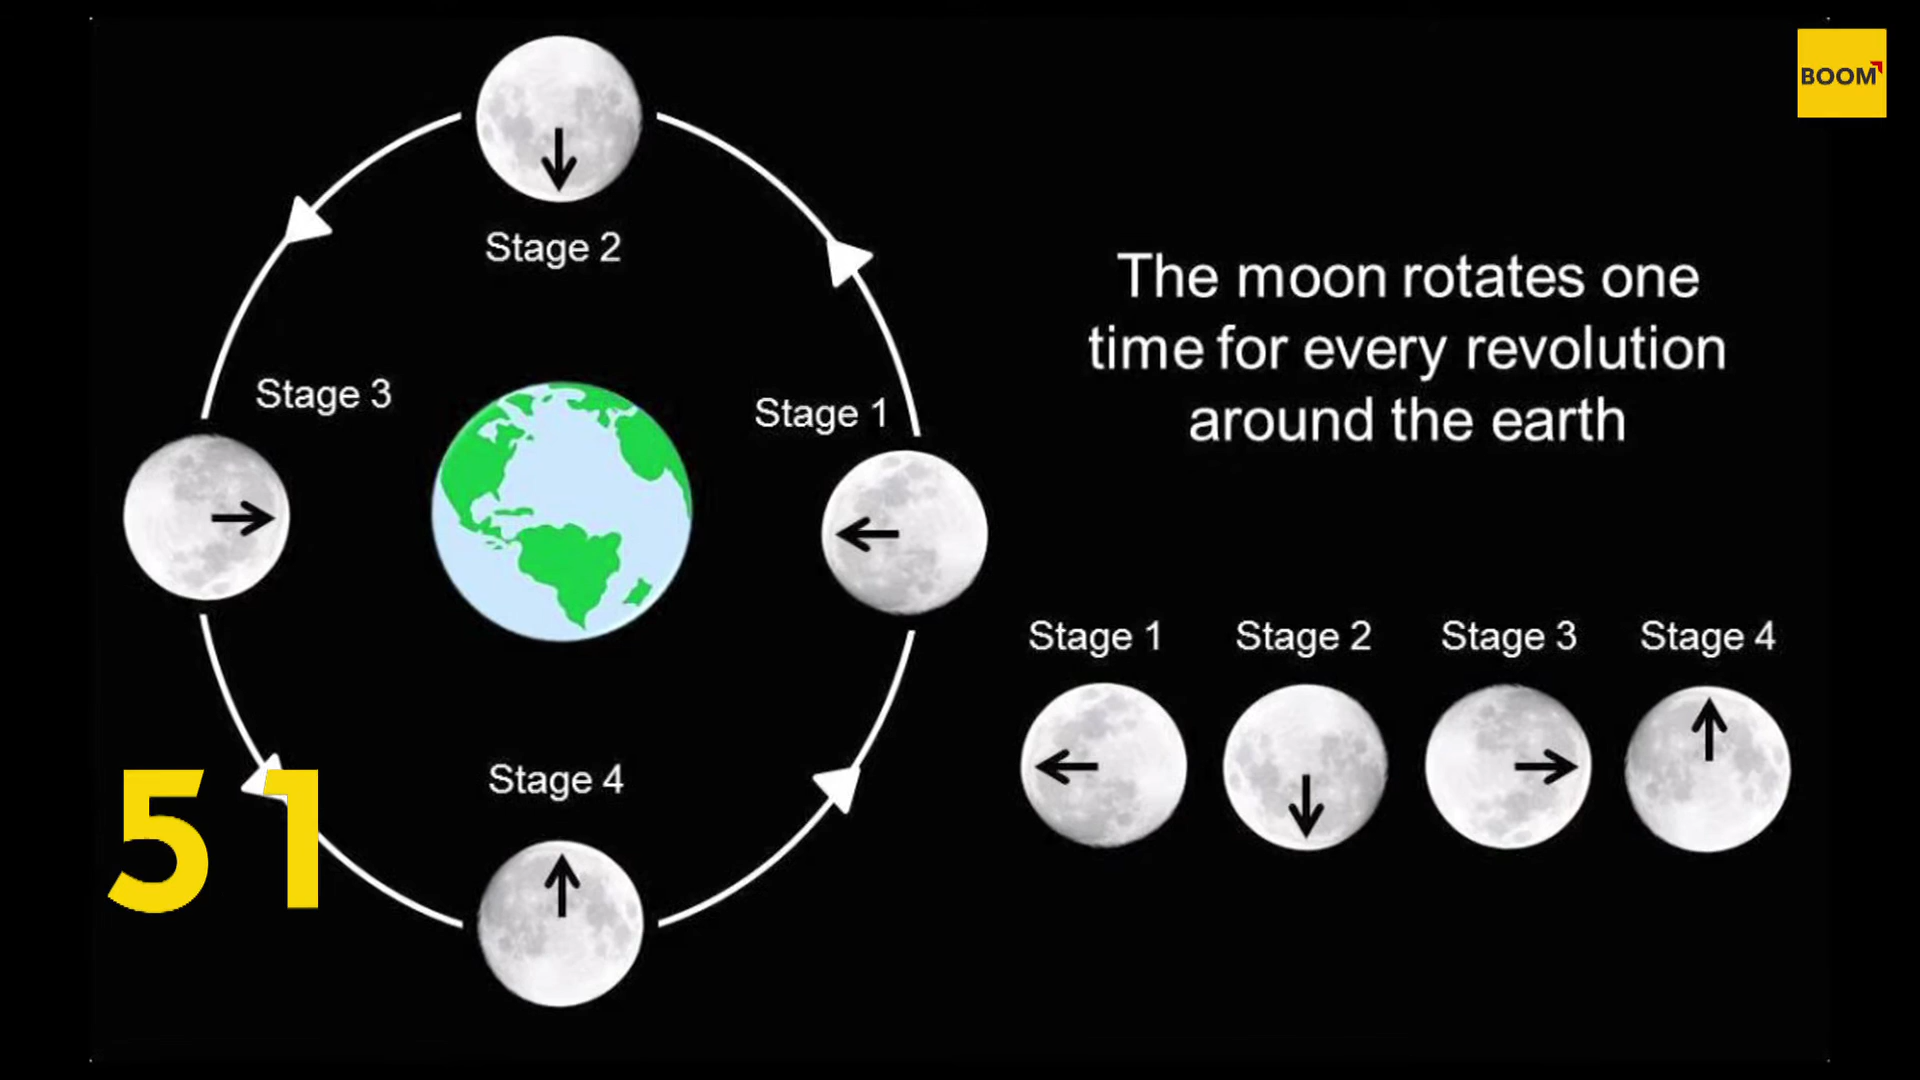 BOOM
Stage 2
The moon rotates one
time for every revolution
around the earth
Stage 3
Stage 1
Stage 1 Stage 2 Stage 3 Stage 4
Stage 4
51